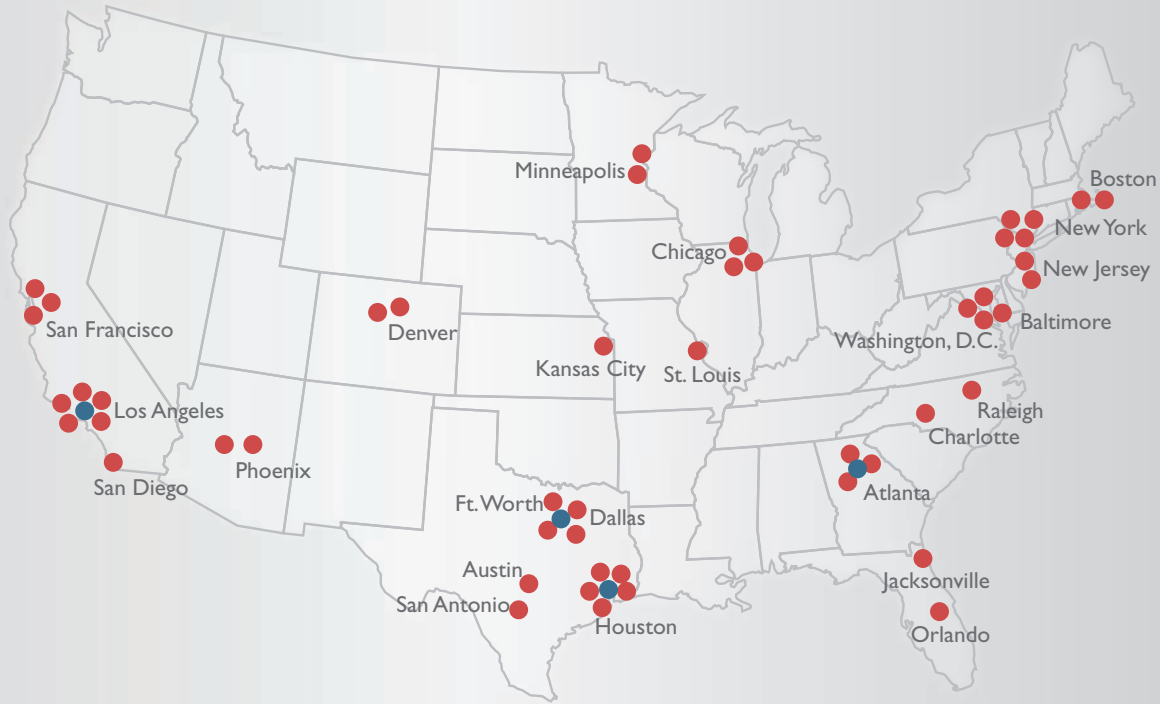 Minneapolis
Boston
New York
Chicago
New Jersey
San Francisco
Denver
Baltimore
Washington, D.C.
Kansas City
St. Louis
Los Angeles
Raleigh
Charlotte
Phoenix
San Diego
Atlanta
Ft. Worth
Dallas
Austin
San Antonio
Jacksonville
Houston
Orlando